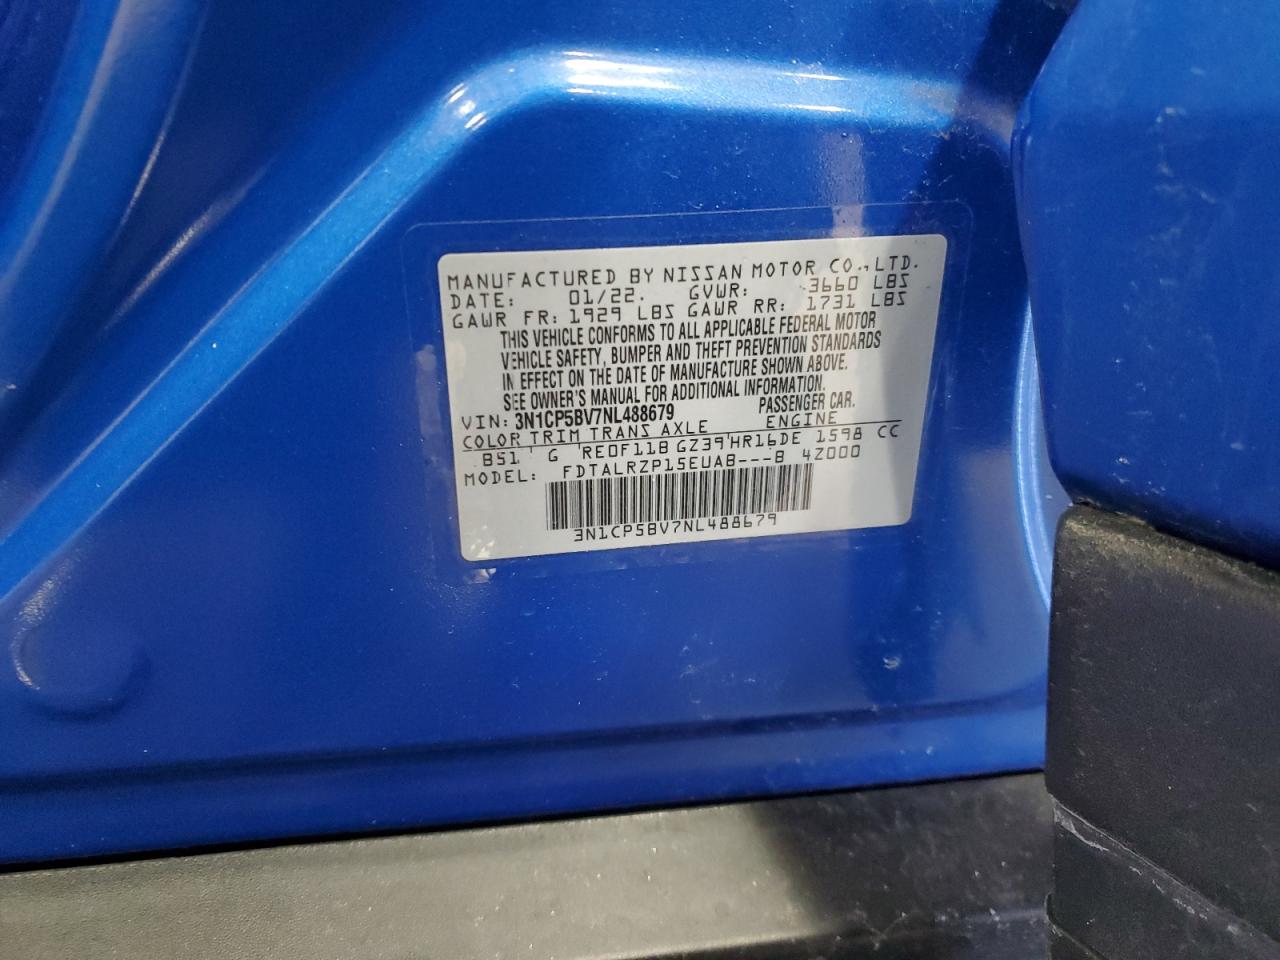 MANUFACTURED BY NISSAN MOTOR CO., LTD.
DATE: 01/22. GVWR: 3660 LBS
GAWR FR: 1929 LBS GAWR RR: 1731 LBS
THIS VEHICLE CONFORMS TO ALL APPLICABLE FEDERAL MOTOR
VEHICLE SAFETY, BUMPER AND THEFT PREVENTION STANDARDS
IN EFFECT ON THE DATE OF MANUFACTURE SHOWN ABOVE.
SEE OWNER'S MANUAL FOR ADDITIONAL INFORMATION.
VIN: 3N1CP5BV7NL488679 PASSENGER CAR.
COLOR TRIM TRANS AXLE ENGINE
B51 G RE0F11B GZ39 HR16DE 1598 CC
MODEL: FDTALRZP15EUAB---B 4Z000
3N1CP5BV7NL488679